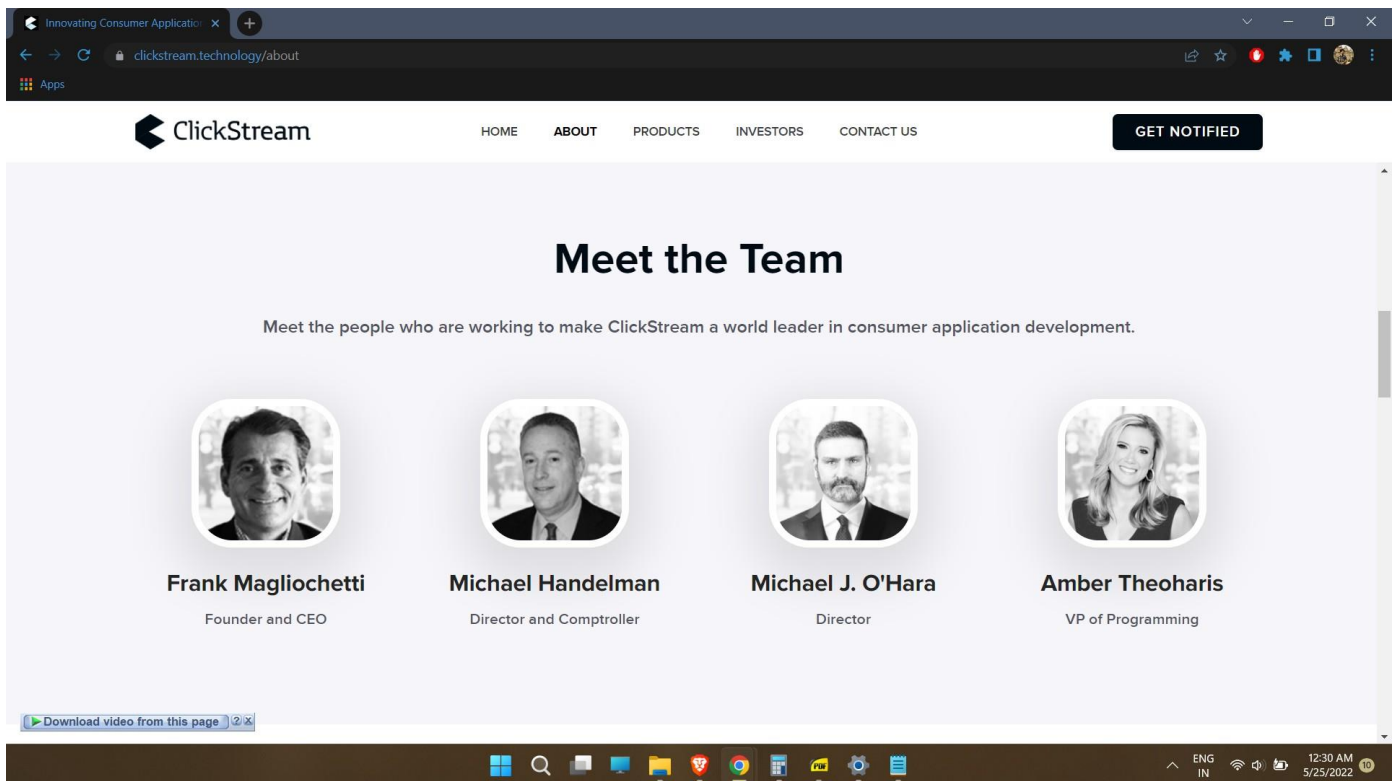 Innovating Consumer Applicatio
clickstream.technology/about
Apps
ClickStream
HOME ABOUT PRODUCTS INVESTORS CONTACT US
GET NOTIFIED
Meet the Team
Meet the people who are working to make ClickStream a world leader in consumer application development.
Frank Magliochetti Michael Handelman Michael J. O'Hara Amber Theoharis
Founder and CEO Director and Comptroller Director VP of Programming
Download video from this page ? x
PDF
ENG 12:30 AM
IN 5/25/2022 10